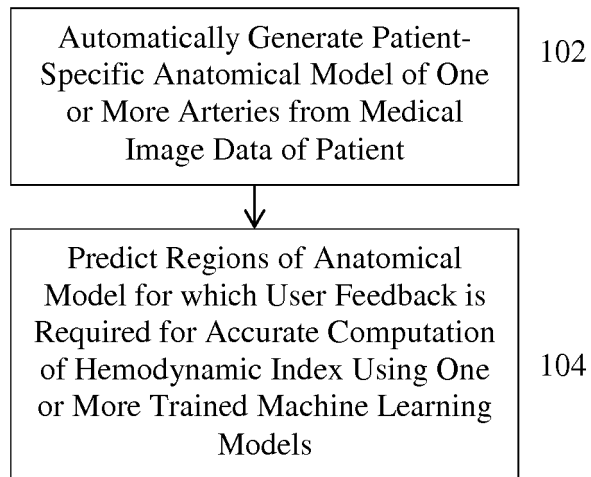 Automatically Generate Patient-
Specific Anatomical Model of One
or More Arteries from Medical
Image Data of Patient
102
Predict Regions of Anatomical
Model for which User Feedback is
Required for Accurate Computation
of Hemodynamic Index Using One
or More Trained Machine Learning
Models
104